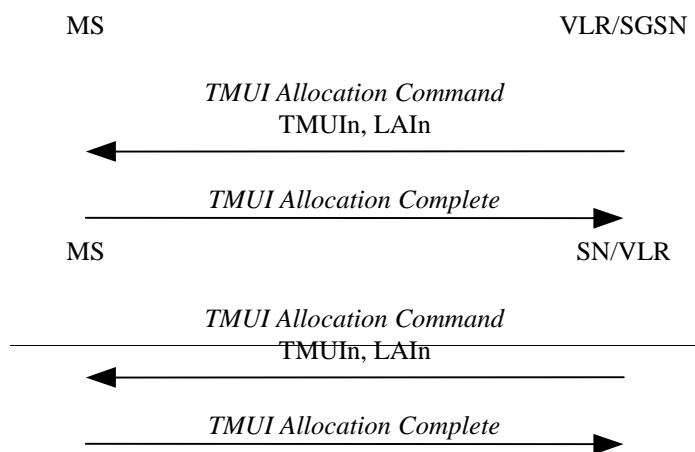 MS VLR/SGSN
TMUI Allocation Command
TMUIn, LAIn
TMUI Allocation Complete
MS SN/VLR
TMUI Allocation Command
TMUIn, LAIn
TMUI Allocation Complete